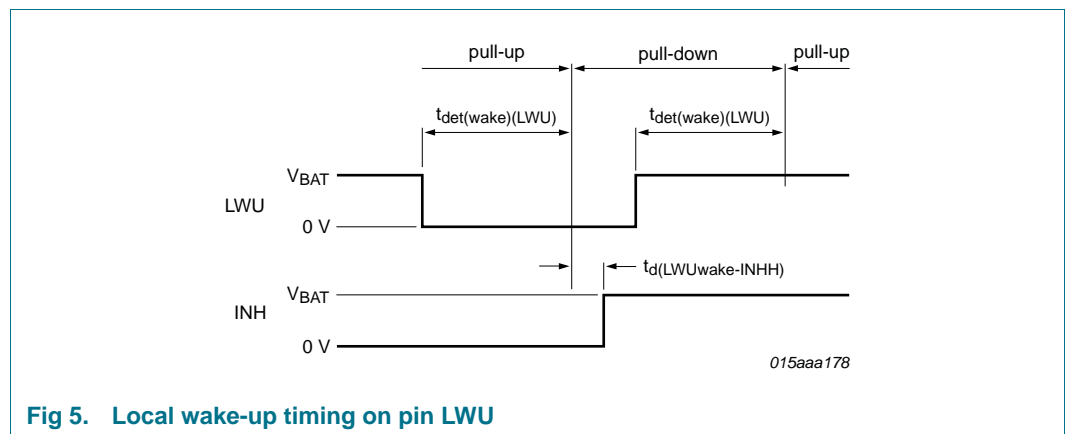 pull-up pull-down pull-up
tdet(wake)(LWU) tdet(wake)(LWU)
VBAT
LWU
0 V
td(LWUwake-INHH)
VBAT
INH
0 V
015aaa178
Fig 5. Local wake-up timing on pin LWU